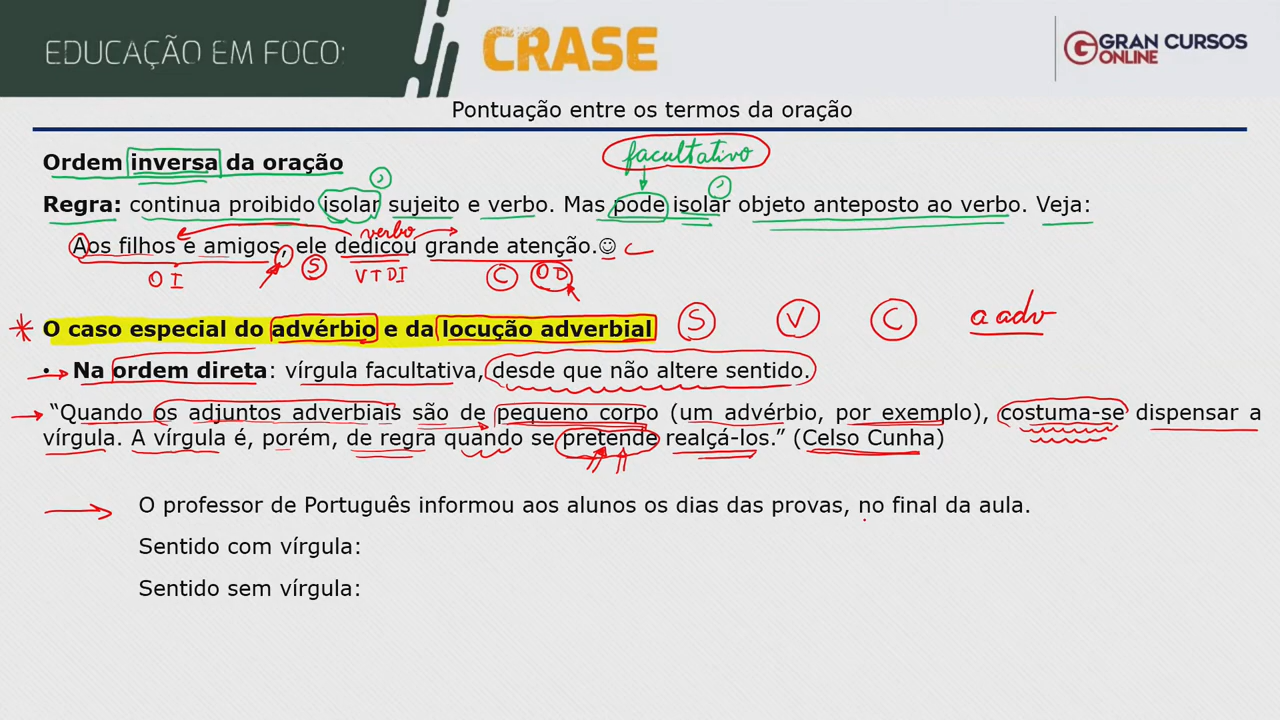 EDUCAÇÃO EM FOCO:
CRASE
GRAN CURSOS
ONLINE
Pontuação entre os termos da oração
facultativo
Ordem inversa da oração
,
,
Regra: continua proibido isolar sujeito e verbo. Mas pode isolar objeto anteposto ao verbo. Veja:
verbo
Aos filhos e amigos, ele dedicou grande atenção.☺
OI S VTDI C OD
O caso especial do advérbio e da locução adverbial S V C a adv
• Na ordem direta: vírgula facultativa, desde que não altere sentido.
“Quando os adjuntos adverbiais são de pequeno corpo (um advérbio, por exemplo), costuma-se dispensar a
vírgula. A vírgula é, porém, de regra quando se pretende realçá-los.” (Celso Cunha)
O professor de Português informou aos alunos os dias das provas, no final da aula.
Sentido com vírgula:
Sentido sem vírgula: